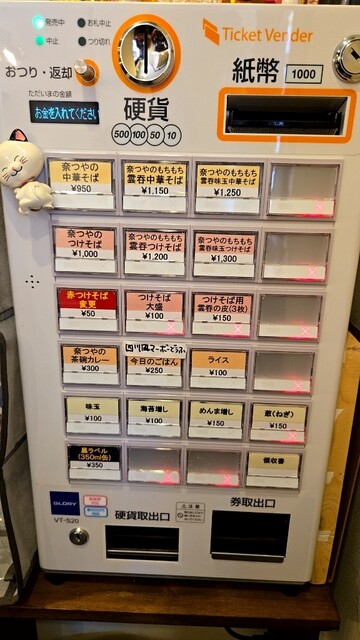 発売中
お札中止
中止
つり切れ
Ticket Vender
おつり・返却
ただいまの金額
お金を入れてください
硬貨
500 100 50 10
紙幣
1000
奈つやの
中華そば
¥950
奈つやのもちもち
雲呑中華そば
¥1,150
奈つやのもちもち
雲呑味玉中華そば
¥1,250
奈つやの
つけそば
¥1,000
奈つやのもちもち
雲呑つけそば
¥1,200
奈つやのもちもち
雲呑味玉つけそば
¥1,300
赤つけそば
変更
¥50
つけそば
大盛
¥100
つけそば用
雲呑の皮(3枚)
¥150
奈つやの
茶碗カレー
¥300
四川風マーボーどうふ
今日のごはん
¥250
ライス
¥100
味玉
¥100
海苔増し
¥100
めんま増し
¥150
葱(ねぎ)
¥150
黒ラベル
(350ml缶)
¥350
領収書
GLORY
VT-S20
硬貨取出口
注意
券取出口